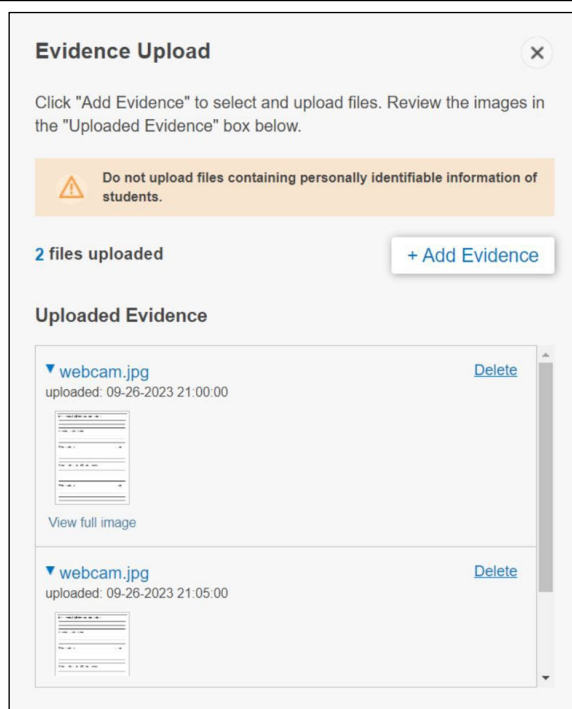 Evidence Upload
Click "Add Evidence" to select and upload files. Review the images in
the "Uploaded Evidence" box below.
Do not upload files containing personally identifiable information of
students.
2 files uploaded
+ Add Evidence
Uploaded Evidence
webcam.jpg
Delete
uploaded: 09-26-2023 21:00:00
View full image
webcam.jpg
Delete
uploaded: 09-26-2023 21:05:00